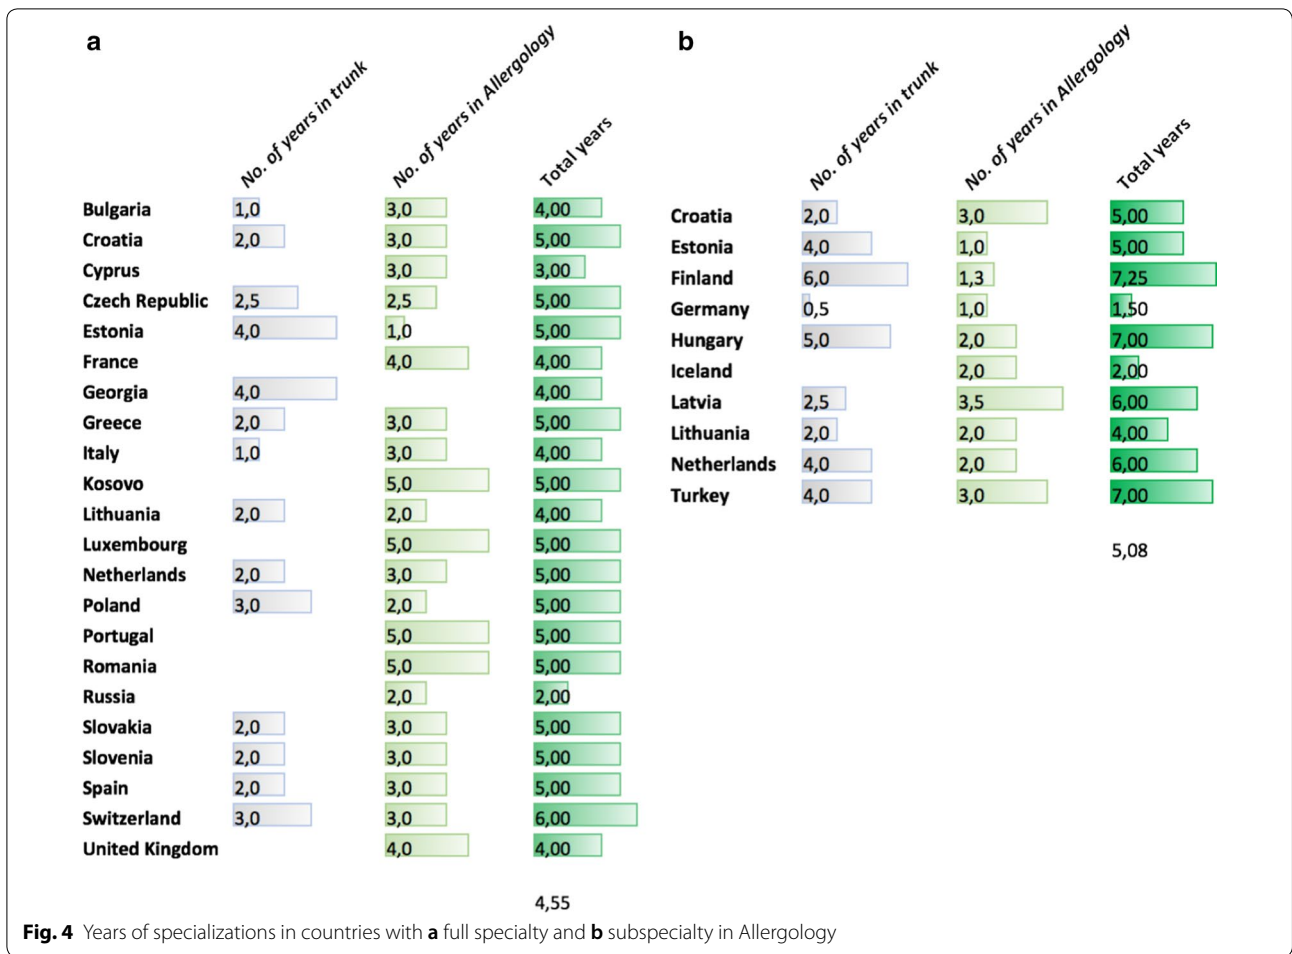 a
No. of years in trunk
No. of years in Allergology
Total years
Bulgaria 1,0 3,0 4,00
Croatia 2,0 3,0 5,00
Cyprus 3,0 3,00
Czech Republic 2,5 2,5 5,00
Estonia 4,0 1,0 5,00
France 4,0 4,00
Georgia 4,0 4,00
Greece 2,0 3,0 5,00
Italy 1,0 3,0 4,00
Kosovo 5,0 5,00
Lithuania 2,0 2,0 4,00
Luxembourg 5,0 5,00
Netherlands 2,0 3,0 5,00
Poland 3,0 2,0 5,00
Portugal 5,0 5,00
Romania 5,0 5,00
Russia 2,0 2,00
Slovakia 2,0 3,0 5,00
Slovenia 2,0 3,0 5,00
Spain 2,0 3,0 5,00
Switzerland 3,0 3,0 6,00
United Kingdom 4,0 4,00
4,55
b
No. of years in trunk
No. of years in Allergology
Total years
Croatia 2,0 3,0 5,00
Estonia 4,0 1,0 5,00
Finland 6,0 1,3 7,25
Germany 0,5 1,0 1,50
Hungary 5,0 2,0 7,00
Iceland 2,0 2,00
Latvia 2,5 3,5 6,00
Lithuania 2,0 2,0 4,00
Netherlands 4,0 2,0 6,00
Turkey 4,0 3,0 7,00
5,08
Fig. 4 Years of specializations in countries with a full specialty and b subspecialty in Allergology